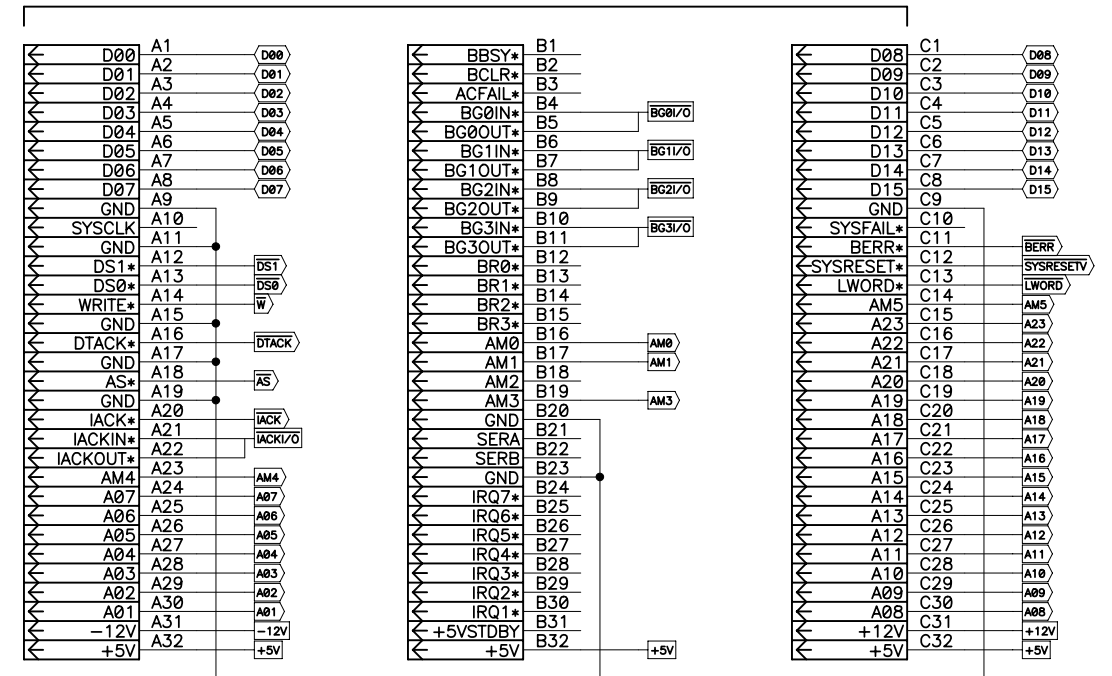 D00 A1 D00
D01 A2 D01
D02 A3 D02
D03 A4 D03
D04 A5 D04
D05 A6 D05
D06 A7 D06
D07 A8 D07
GND A9
SYSCLK A10
GND A11
DS1* A12 DS1
DS0* A13 DS0
WRITE* A14 W
GND A15
DTACK* A16 DTACK
GND A17
AS* A18 AS
GND A19
IACK* A20 IACK
IACKIN* A21 IACKI/O
IACKOUT* A22
AM4 A23 AM4
A07 A24 A07
A06 A25 A06
A05 A26 A05
A04 A27 A04
A03 A28 A03
A02 A29 A02
A01 A30 A01
-12V A31 -12V
+5V A32 +5V
BBSY* B1
BCLR* B2
ACFAIL* B3
BG0IN* B4 BG0I/O
BG0OUT* B5
BG1IN* B6 BG1I/O
BG1OUT* B7
BG2IN* B8 BG2I/O
BG2OUT* B9
BG3IN* B10 BG3I/O
BG3OUT* B11
BR0* B12
BR1* B13
BR2* B14
BR3* B15
AM0 B16 AM0
AM1 B17 AM1
AM2 B18
AM3 B19 AM3
GND B20
SERA B21
SERB B22
GND B23
IRQ7* B24
IRQ6* B25
IRQ5* B26
IRQ4* B27
IRQ3* B28
IRQ2* B29
IRQ1* B30
+5VSTDBY B31
+5V B32 +5V
D08 C1 D08
D09 C2 D09
D10 C3 D10
D11 C4 D11
D12 C5 D12
D13 C6 D13
D14 C7 D14
D15 C8 D15
GND C9
SYSFAIL* C10
BERR* C11 BERR
SYSRESET* C12 SYSRESETV
LWORD* C13 LWORD
AM5 C14 AM5
A23 C15 A23
A22 C16 A22
A21 C17 A21
A20 C18 A20
A19 C19 A19
A18 C20 A18
A17 C21 A17
A16 C22 A16
A15 C23 A15
A14 C24 A14
A13 C25 A13
A12 C26 A12
A11 C27 A11
A10 C28 A10
A09 C29 A09
A08 C30 A08
+12V C31 +12V
+5V C32 +5V